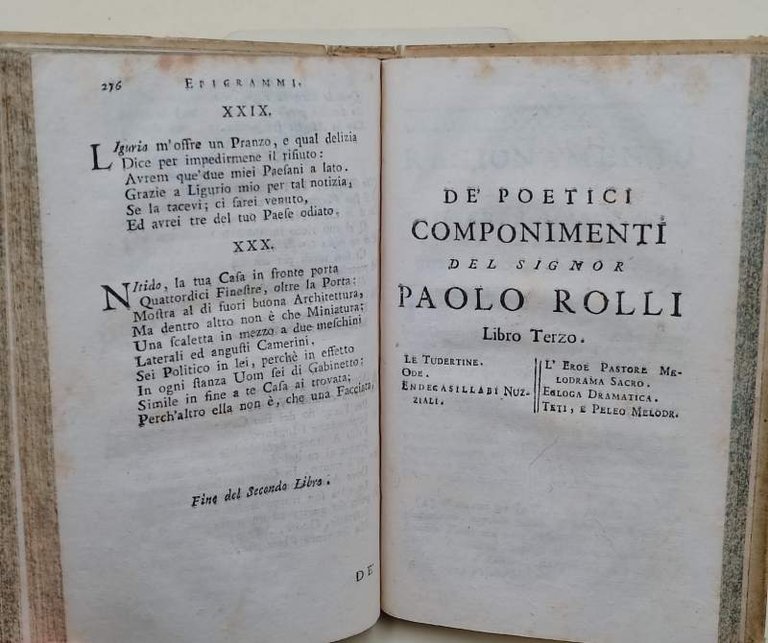 276 EPIGRAMMI.
XXIX.
LIguria m'offre un Pranzo, e qual delizia
Dice per impedirmene il rifiuto:
Avrem que' due miei Paesani a lato.
Grazie a Ligurio mio per tal notizia,
Se la tacevi; ci sarei venuto,
Ed avrei tre del tuo Paese odiato.
XXX.
NItido, la tua Casa in fronte porta
Quattordici Finestre, oltre la Porta:
Mostra al di fuori buona Architettura,
Ma dentro altro non è che Miniatura;
Una scaletta in mezzo a due meschini
Laterali ed angusti Camerini.
Sei Politico in lei, perchè in effetto
In ogni stanza Uom sei di Gabinetto:
Simile in fine a te Casa ai trovata;
Perch'altro ella non è, che una Facciata.
Fine del Secondo Libro.
DE'
DE' POETICI
COMPONIMENTI
DEL SIGNOR
PAOLO ROLLI
Libro Terzo.
LE TUDERTINE.
ODE.
ENDECASILLABI NUZ-
ZIALI.
L' EROE PASTORE ME-
LODRAMA SACRO.
EGLOGA DRAMATICA.
TETI, E PELEO MELODR.